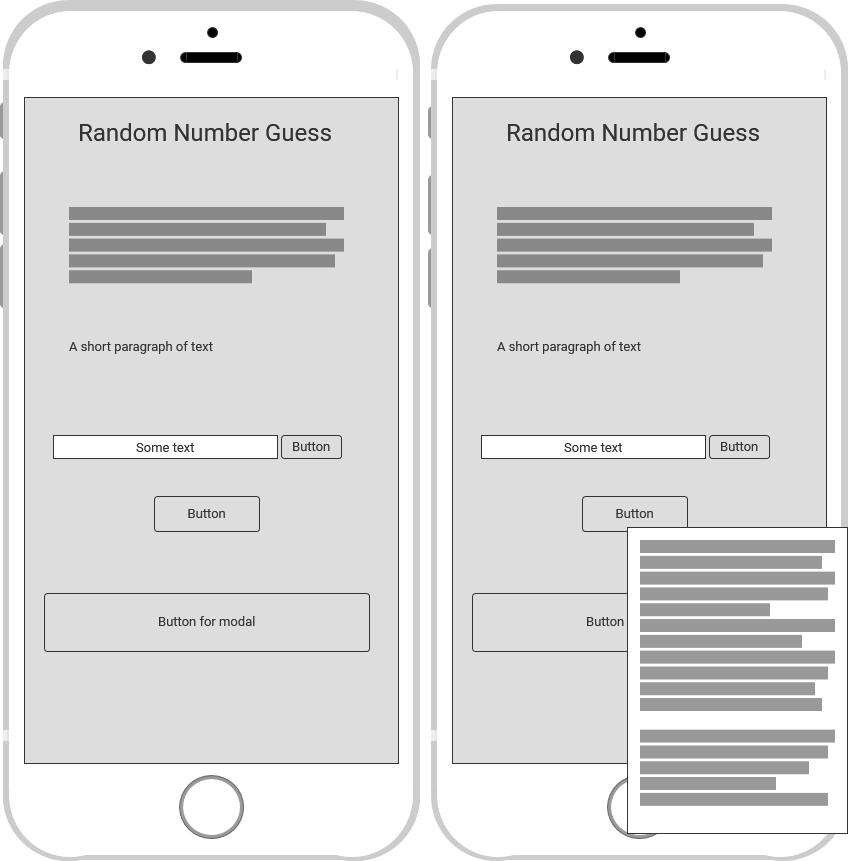 Random Number Guess
A short paragraph of text
Some text
Button
Button
Button for modal
Random Number Guess
A short paragraph of text
Some text
Button
Button
Button